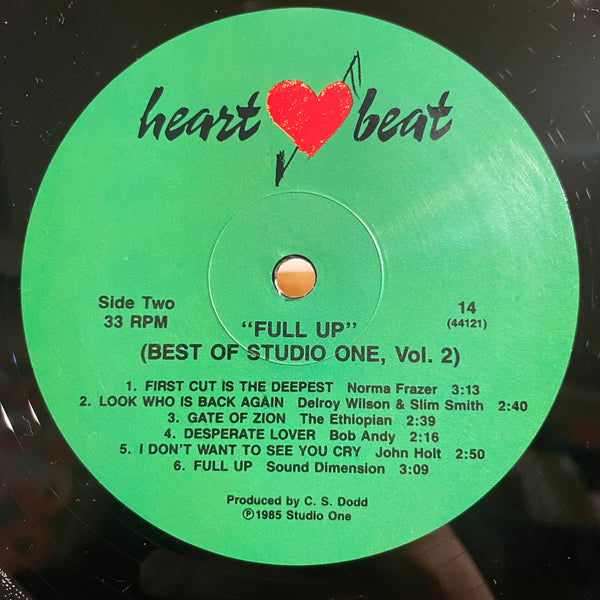 heart beat
Side Two
33 RPM
14
(44121)
"FULL UP"
(BEST OF STUDIO ONE, Vol. 2)
1. FIRST CUT IS THE DEEPEST Norma Frazer 3:13
2. LOOK WHO IS BACK AGAIN Delroy Wilson & Slim Smith 2:40
3. GATE OF ZION The Ethiopian 2:39
4. DESPERATE LOVER Bob Andy 2:16
5. I DON'T WANT TO SEE YOU CRY John Holt 2:50
6. FULL UP Sound Dimension 3:09
Produced by C. S. Dodd
℗1985 Studio One